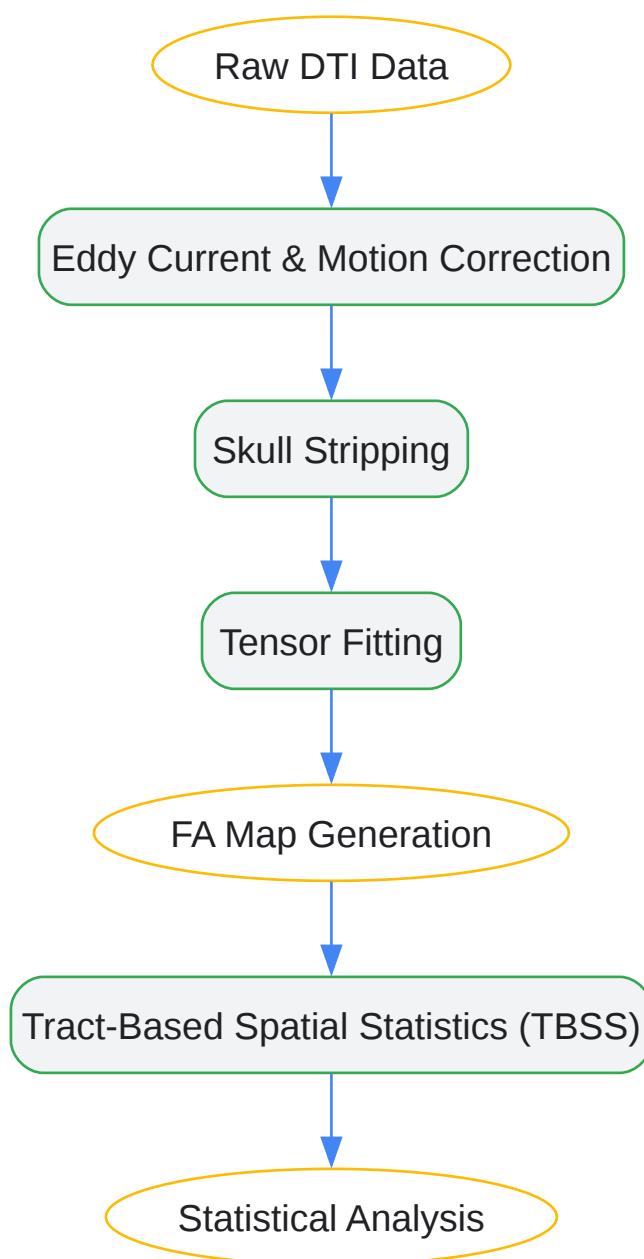 Raw DTI Data
Eddy Current & Motion Correction
Skull Stripping
Tensor Fitting
FA Map Generation
Tract-Based Spatial Statistics (TBSS)
Statistical Analysis